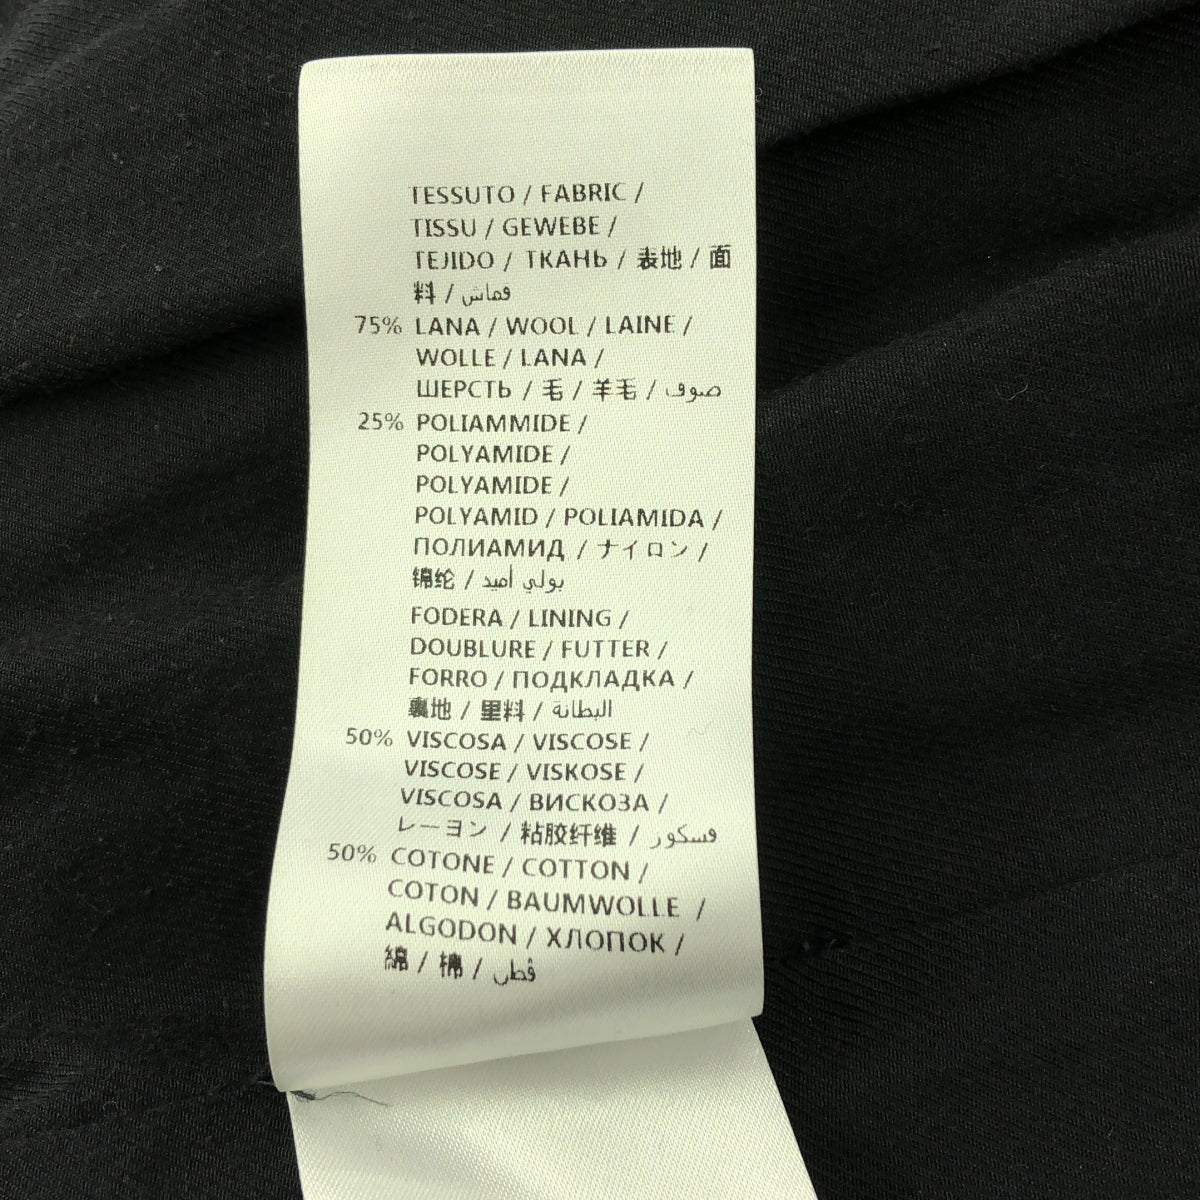 TESSUTO / FABRIC /
TISSU / GEWEBE /
TEJIDO / ТКАНЬ / 表地 / 面
料 / قماش
75% LANA / WOOL / LAINE /
WOLLE / LANA /
ШЕРСТЬ / 毛 / 羊毛 / صوف
25% POLIAMMIDE /
POLYAMIDE /
POLYAMIDE /
POLYAMID / POLIAMIDA /
ПОЛИАМИД / ナイロン /
锦纶 / بولي أميد
FODERA / LINING /
DOUBLURE / FUTTER /
FORRO / ПОДКЛАДКА /
裏地 / 里料 / البطانة
50% VISCOSA / VISCOSE /
VISCOSE / VISKOSE /
VISCOSA / ВИСКОЗА /
レーヨン / 粘胶纤维 / فسكور
50% COTONE / COTTON /
COTON / BAUMWOLLE /
ALGODON / ХЛОПОК /
綿 / 棉 / قطن